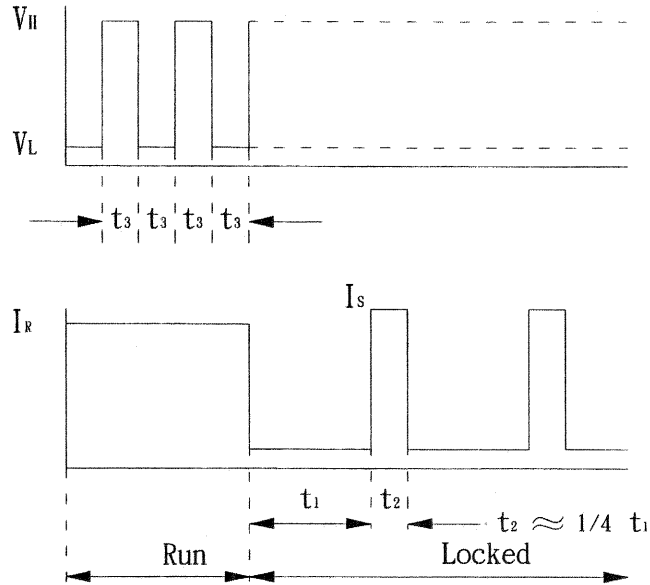 VH
VL
t3 t3 t3 t3
IS
IR
t1 t2 t2 ≈ 1/4 t1
Run Locked